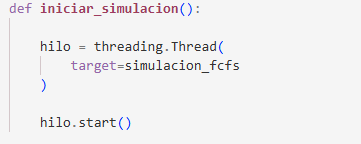 def iniciar_simulacion():
    hilo = threading.Thread(
        target=simulacion_fcfs
    )
    hilo.start()